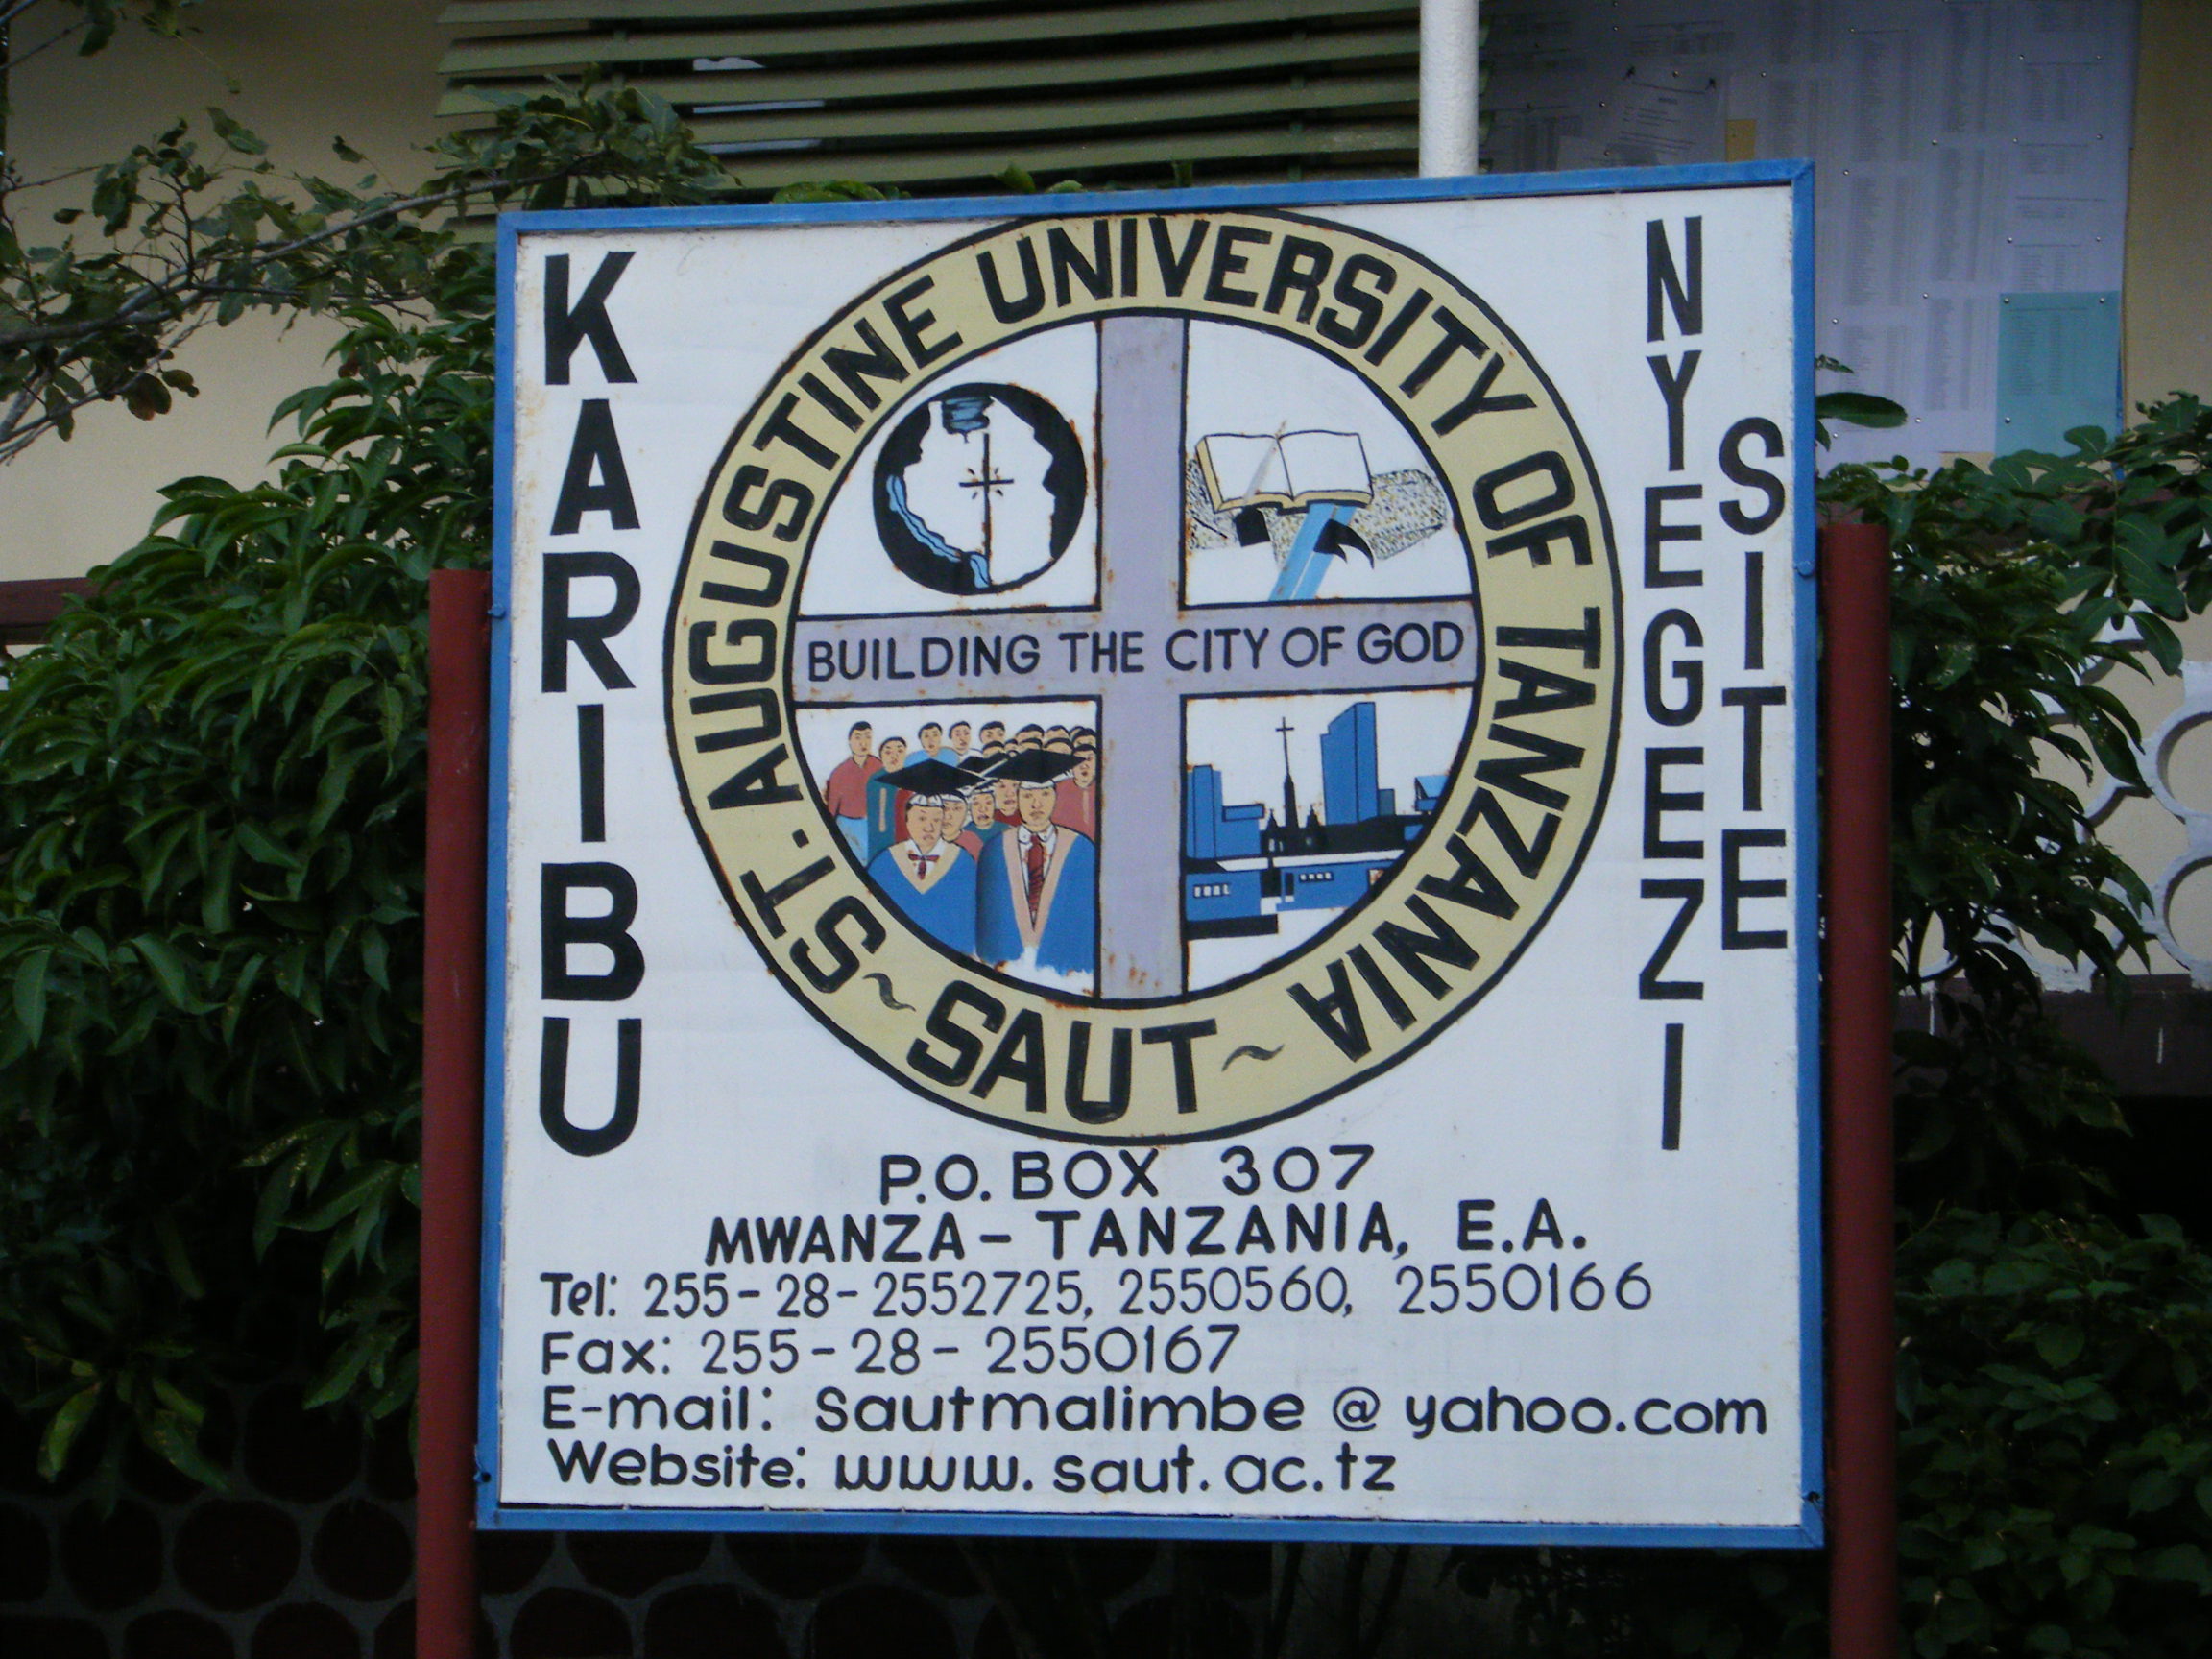 KARIBU
ST. AUGUSTINE UNIVERSITY OF TANZANIA
~ SAUT ~
BUILDING THE CITY OF GOD
NYEGEZI
SITE
P.O. BOX 307
MWANZA - TANZANIA, E.A.
Tel: 255-28-2552725, 2550560, 2550166
Fax: 255-28-2550167
E-mail: Sautmalimbe @ yahoo.com
Website: www.saut.ac.tz